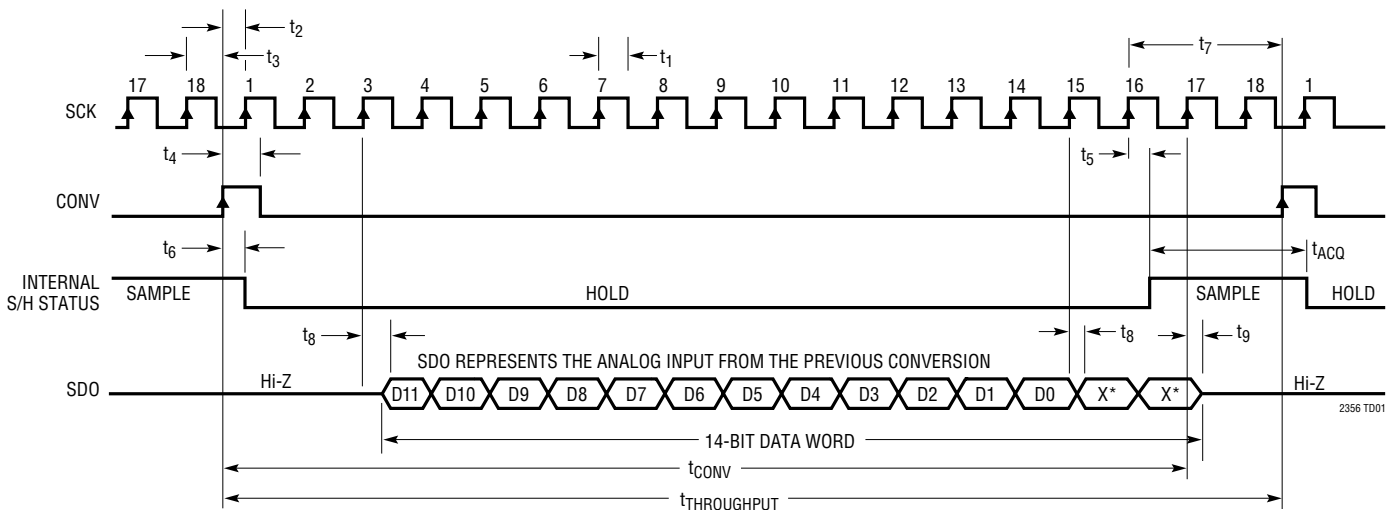 t2
t3
t1
t7
17 18 1 2 3 4 5 6 7 8 9 10 11 12 13 14 15 16 17 18 1
SCK
t4
t5
CONV
t6
tACQ
INTERNAL
S/H STATUS
SAMPLE HOLD SAMPLE HOLD
t8 t8 t9
SDO REPRESENTS THE ANALOG INPUT FROM THE PREVIOUS CONVERSION
SDO Hi-Z D11 D10 D9 D8 D7 D6 D5 D4 D3 D2 D1 D0 X* X* Hi-Z
2356 TD01
14-BIT DATA WORD
tCONV
tTHROUGHPUT